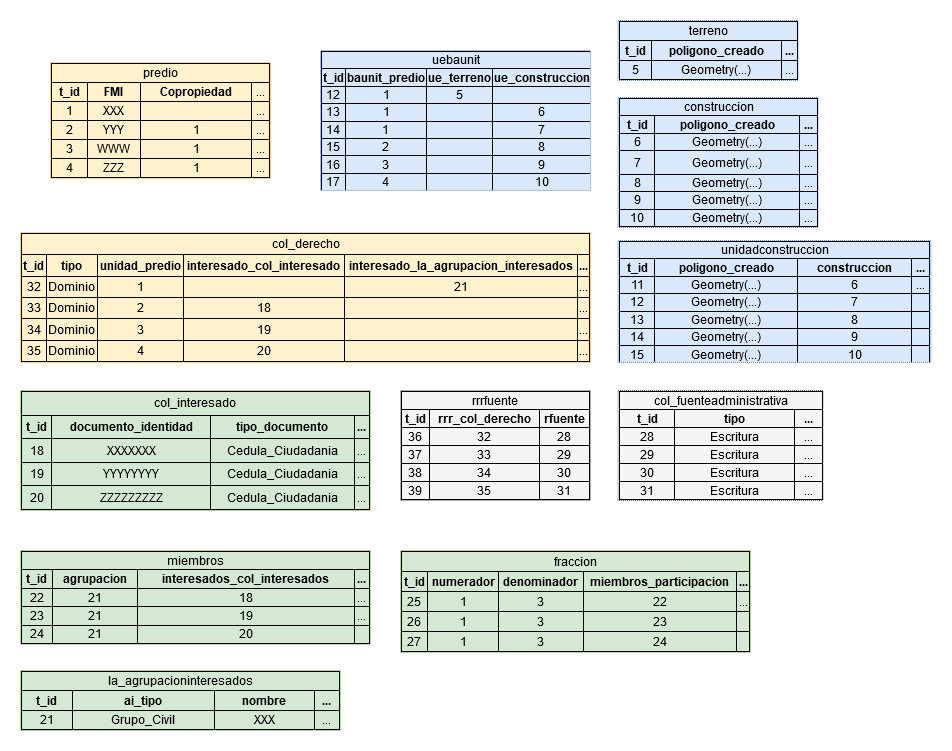 predio
t_id FMI Copropiedad ...
1 XXX ...
2 YYY 1 ...
3 WWW 1 ...
4 ZZZ 1 ...
uebaunit
t_id baunit_predio ue_terreno ue_construccion
12 1 5
13 1 6
14 1 7
15 2 8
16 3 9
17 4 10
terreno
t_id poligono_creado ...
5 Geometry(...) ...
construccion
t_id poligono_creado ...
6 Geometry(...) ...
7 Geometry(...) ...
8 Geometry(...) ...
9 Geometry(...) ...
10 Geometry(...) ...
col_derecho
t_id tipo unidad_predio interesado_col_interesado interesado_la_agrupacion_interesados ...
32 Dominio 1 21 ...
33 Dominio 2 18 ...
34 Dominio 3 19 ...
35 Dominio 4 20 ...
unidadconstruccion
t_id poligono_creado construccion ...
11 Geometry(...) 6 ...
12 Geometry(...) 7
13 Geometry(...) 8
14 Geometry(...) 9
15 Geometry(...) 10
col_interesado
t_id documento_identidad tipo_documento ...
18 XXXXXXX Cedula_Ciudadania ...
19 YYYYYYYY Cedula_Ciudadania ...
20 ZZZZZZZZZ Cedula_Ciudadania ...
rrrfuente
t_id rrr_col_derecho rfuente
36 32 28
37 33 29
38 34 30
39 35 31
col_fuenteadministrativa
t_id tipo ...
28 Escritura ...
29 Escritura ...
30 Escritura ...
31 Escritura ...
miembros
t_id agrupacion interesados_col_interesados ...
22 21 18 ...
23 21 19 ...
24 21 20
fraccion
t_id numerador denominador miembros_participacion ...
25 1 3 22 ...
26 1 3 23
27 1 3 24
la_agrupacioninteresados
t_id ai_tipo nombre ...
21 Grupo_Civil XXX ...